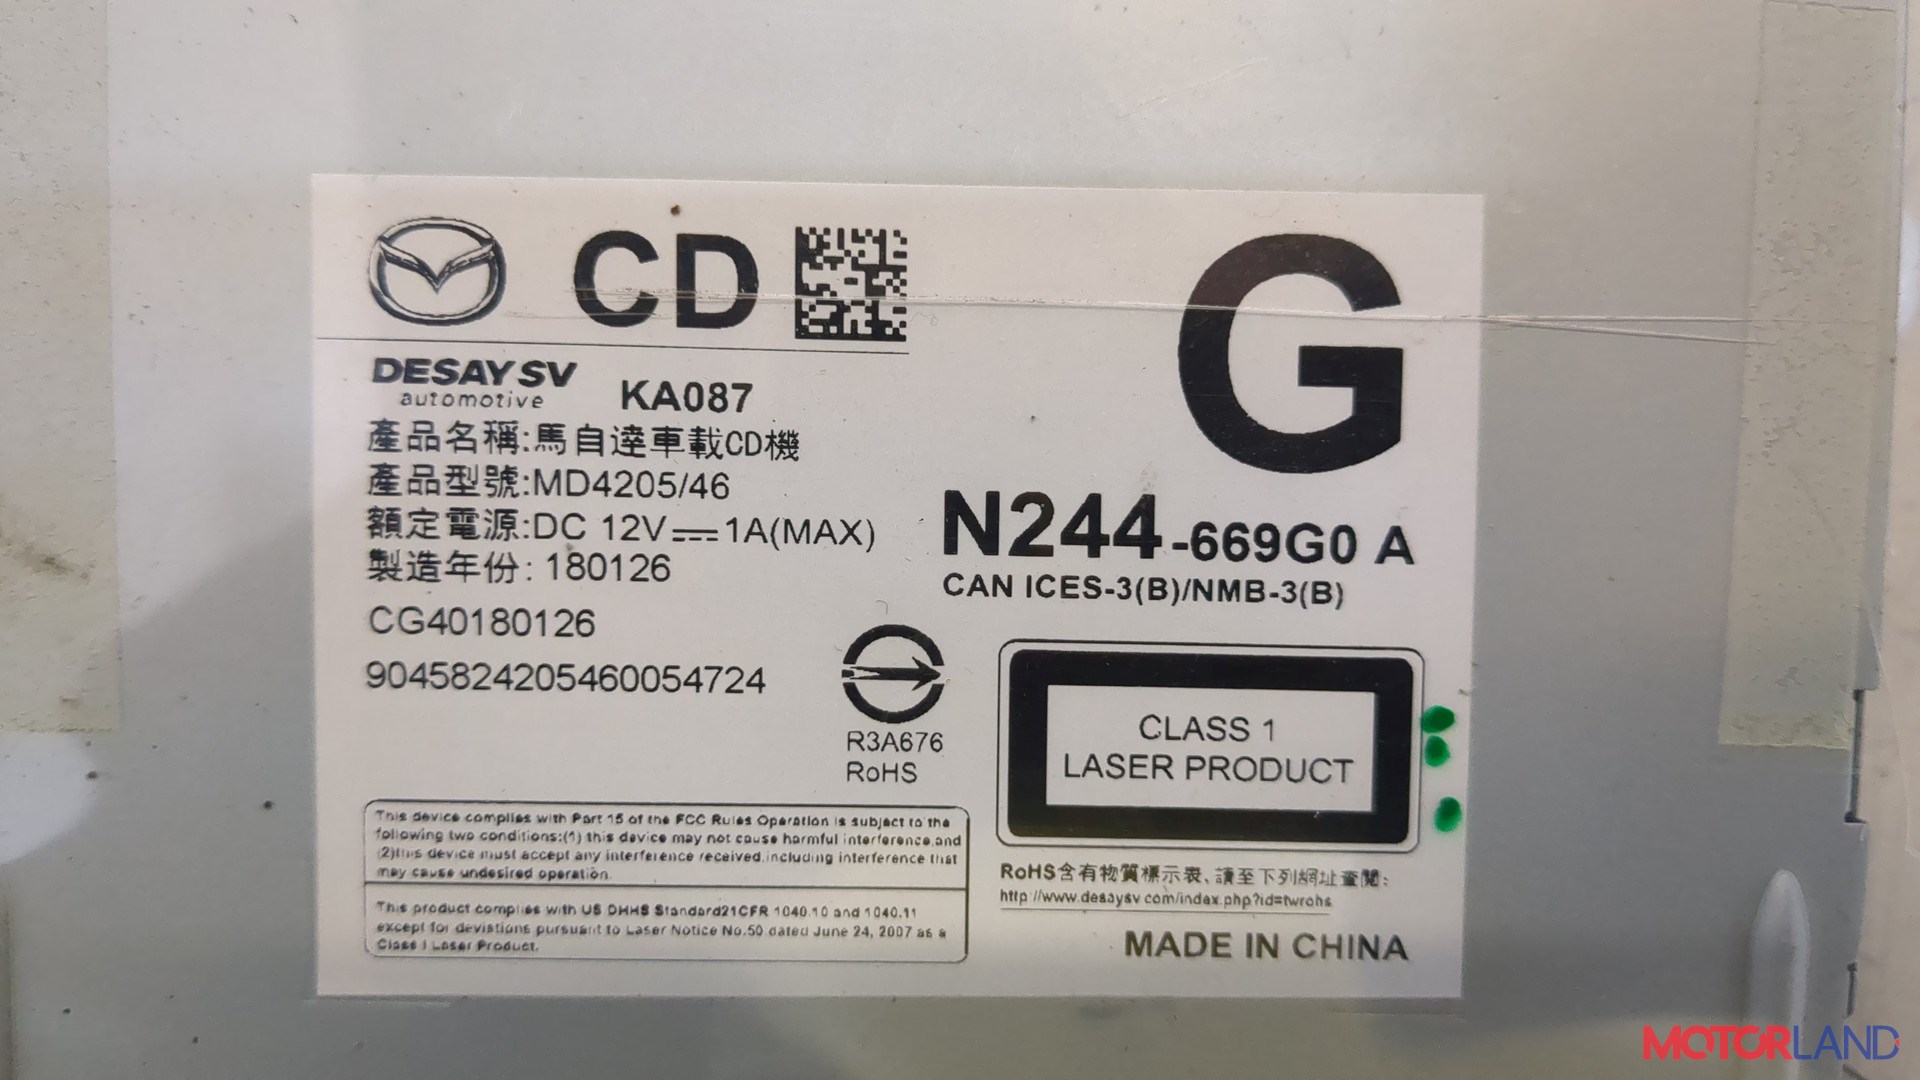 CD
G
DESAY SV
automotive
KA087
產品名稱:馬自達車載CD機
產品型號:MD4205/46
額定電源:DC 12V⎓1A(MAX)
製造年份: 180126
CG40180126
9045824205460054724
N244-669G0 A
CAN ICES-3(B)/NMB-3(B)
R3A676
RoHS
CLASS 1
LASER PRODUCT
This device complies with Part 15 of the FCC Rules Operation is subject to the
following two conditions:(1) this device may not cause harmful interference,and
(2)this device must accept any interference received,including interference that
may cause undesired operation.
This product complies with US DHHS Standard21CFR 1040.10 and 1040.11
except for deviations pursuant to Laser Notice No.50 dated June 24, 2007 as a
Class I Laser Product.
RoHS含有物質標示表、請至下列網址查閱:
http://www.desaysv.com/index.php?id=twrohs
MADE IN CHINA
MOTORLAND